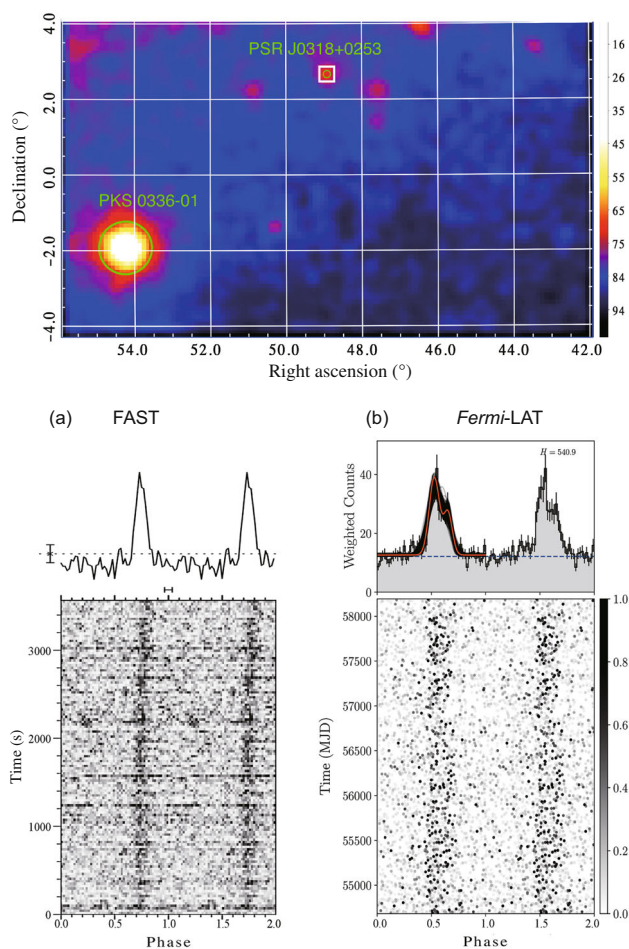 4.0
2.0
0.0
-2.0
-4.0
Declination (°)
PSR J0318+0253
PKS 0336-01
16
26
35
45
55
65
74
84
94
54.0 52.0 50.0 48.0 46.0 44.0 42.0
Right ascension (°)
(a) FAST
3000
2000
1000
0
Time (s)
0.0 0.5 1.0 1.5 2.0
Phase
(b) Fermi-LAT
H = 540.9
40
20
0
Weighted Counts
58000
57500
57000
56500
56000
55500
55000
Time (MJD)
1.0
0.8
0.6
0.4
0.2
0.0
0.0 0.5 1.0 1.5 2.0
Phase